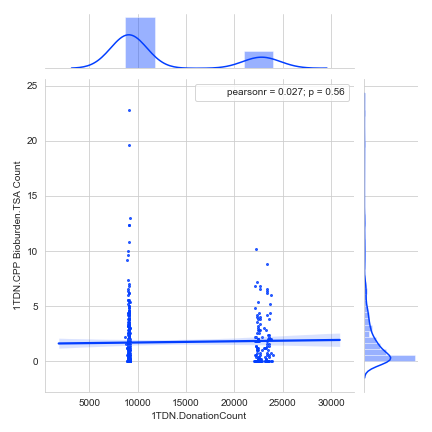 pearsonr = 0.027; p = 0.56
25
20
15
10
5
0
1TDN.CPP Bioburden.TSA Count
5000 10000 15000 20000 25000 30000
1TDN.DonationCount